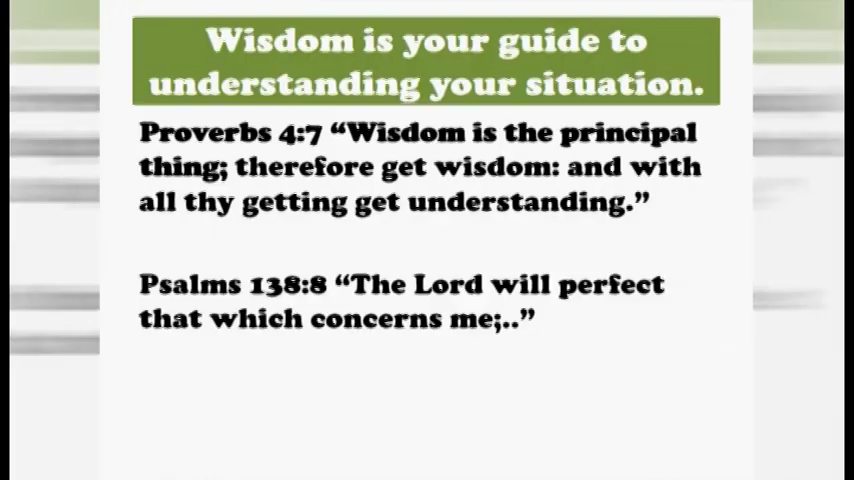 Wisdom is your guide to
understanding your situation.
Proverbs 4:7 “Wisdom is the principal
thing; therefore get wisdom: and with
all thy getting get understanding.”
Psalms 138:8 “The Lord will perfect
that which concerns me;..”